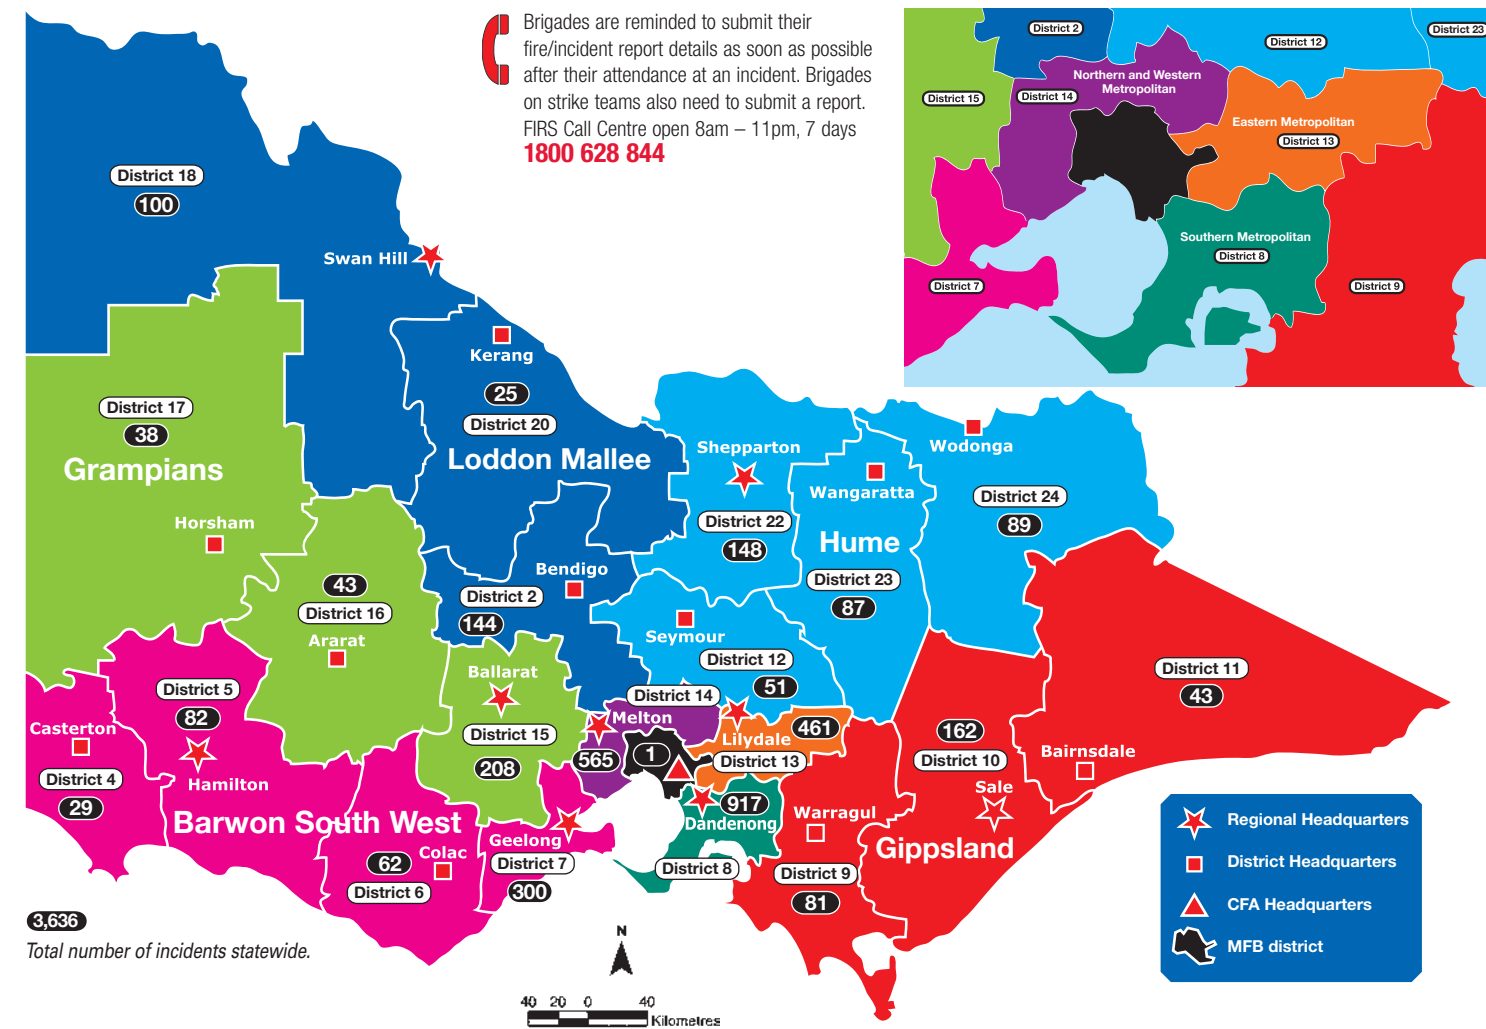 Brigades are reminded to submit their
fire/incident report details as soon as possible
after their attendance at an incident. Brigades
on strike teams also need to submit a report.
FIRS Call Centre open 8am – 11pm, 7 days
1800 628 844
District 2
District 12
District 23
Northern and Western
Metropolitan
District 15
District 14
Eastern Metropolitan
District 13
Southern Metropolitan
District 8
District 7
District 9
District 18
100
Swan Hill
Kerang
25
District 20
Loddon Mallee
District 17
38
Grampians
Horsham
Shepparton
District 22
148
Wodonga
Wangaratta
District 24
89
Hume
District 23
87
43
District 16
Ararat
Bendigo
District 2
144
Seymour
District 12
51
Ballarat
District 15
208
District 14
Melton
565
1
Lilydale
461
District 13
917
Dandenong
District 8
District 5
82
Hamilton
Casterton
District 4
29
Barwon South West
62
Colac
District 6
Geelong
District 7
300
District 11
43
162
District 10
Bairnsdale
Sale
Warragul
Gippsland
District 9
81
Regional Headquarters
District Headquarters
CFA Headquarters
MFB district
3,636
Total number of incidents statewide.
N
40 20 0 40
Kilometres